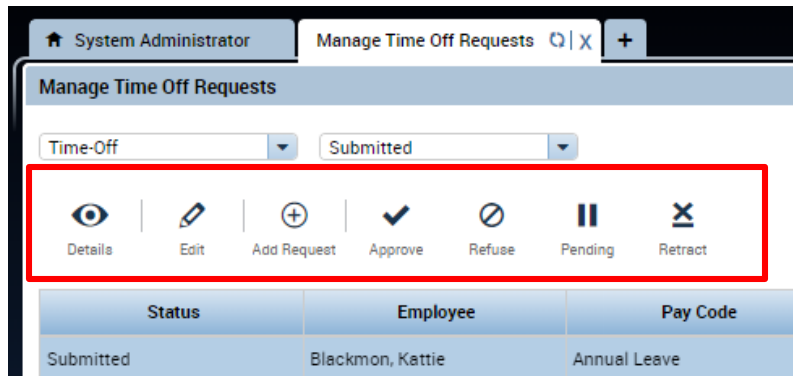 System Administrator Manage Time Off Requests X +
Manage Time Off Requests
Time-Off Submitted
Details Edit Add Request Approve Refuse Pending Retract
Status Employee Pay Code
Submitted Blackmon, Kattie Annual Leave